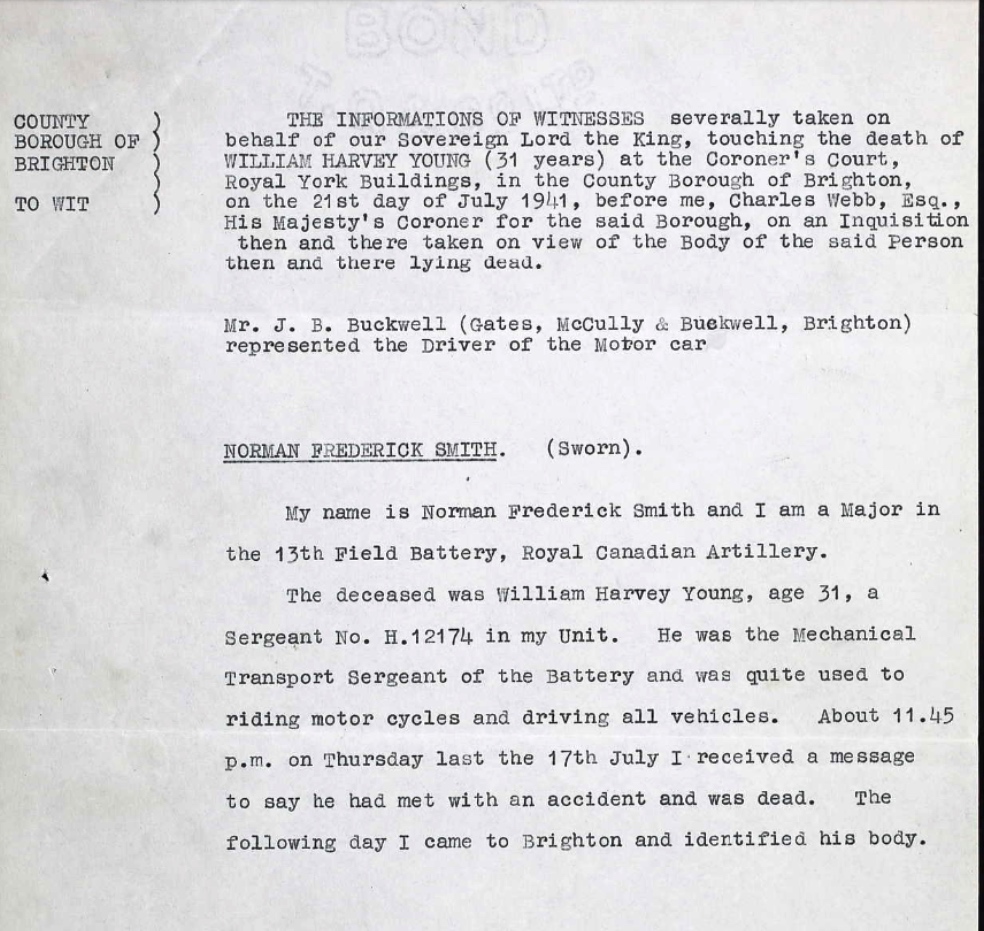 BOND
COUNTY )
BOROUGH OF )
BRIGHTON )
)
TO WIT )
THE INFORMATIONS OF WITNESSES severally taken on
behalf of our Sovereign Lord the King, touching the death of
WILLIAM HARVEY YOUNG (31 years) at the Coroner's Court,
Royal York Buildings, in the County Borough of Brighton,
on the 21st day of July 1941, before me, Charles Webb, Esq.,
His Majesty's Coroner for the said Borough, on an Inquisition
then and there taken on view of the Body of the said Person
then and there lying dead.
Mr. J. B. Buckwell (Gates, McCully & Buckwell, Brighton)
represented the Driver of the Motor car
NORMAN FREDERICK SMITH. (Sworn).
My name is Norman Frederick Smith and I am a Major in
the 13th Field Battery, Royal Canadian Artillery.
The deceased was William Harvey Young, age 31, a
Sergeant No. H.12174 in my Unit. He was the Mechanical
Transport Sergeant of the Battery and was quite used to
riding motor cycles and driving all vehicles. About 11.45
p.m. on Thursday last the 17th July I received a message
to say he had met with an accident and was dead. The
following day I came to Brighton and identified his body.